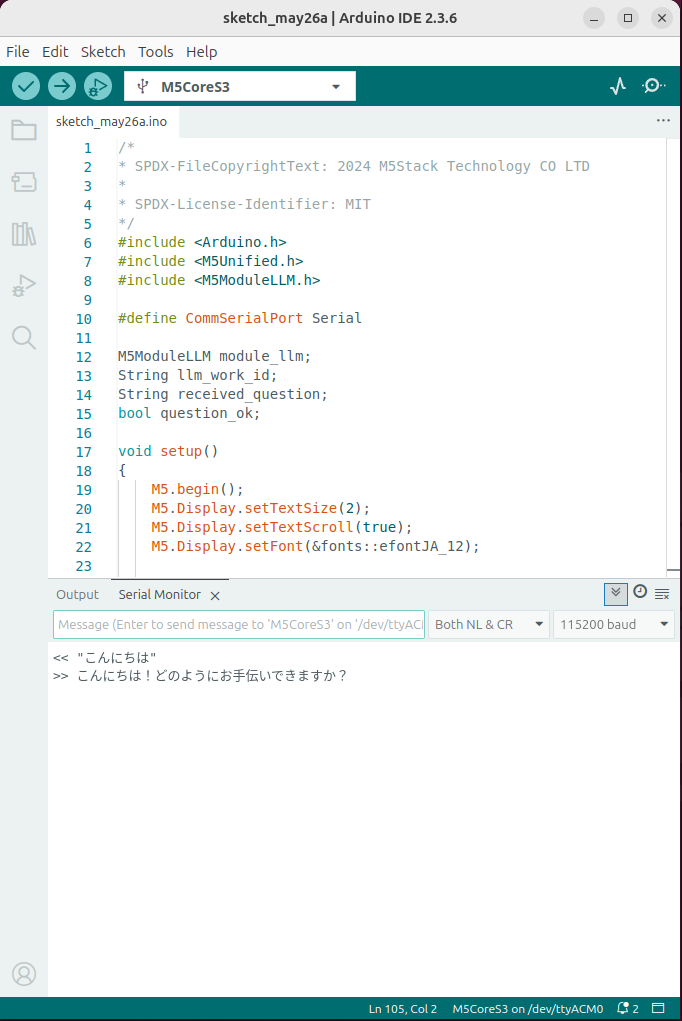 sketch_may26a | Arduino IDE 2.3.6
File Edit Sketch Tools Help
M5CoreS3
sketch_may26a.ino
1 /*
2 * SPDX-FileCopyrightText: 2024 M5Stack Technology CO LTD
3 *
4 * SPDX-License-Identifier: MIT
5 */
6 #include <Arduino.h>
7 #include <M5Unified.h>
8 #include <M5ModuleLLM.h>
9
10 #define CommSerialPort Serial
11
12 M5ModuleLLM module_llm;
13 String llm_work_id;
14 String received_question;
15 bool question_ok;
16
17 void setup()
18 {
19 M5.begin();
20 M5.Display.setTextSize(2);
21 M5.Display.setTextScroll(true);
22 M5.Display.setFont(&fonts::efontJA_12);
23
Output Serial Monitor
Message (Enter to send message to 'M5CoreS3' on '/dev/ttyACM Both NL & CR 115200 baud
<< "こんにちは"
>> こんにちは！どのようにお手伝いできますか？
Ln 105, Col 2 M5CoreS3 on /dev/ttyACM0 2